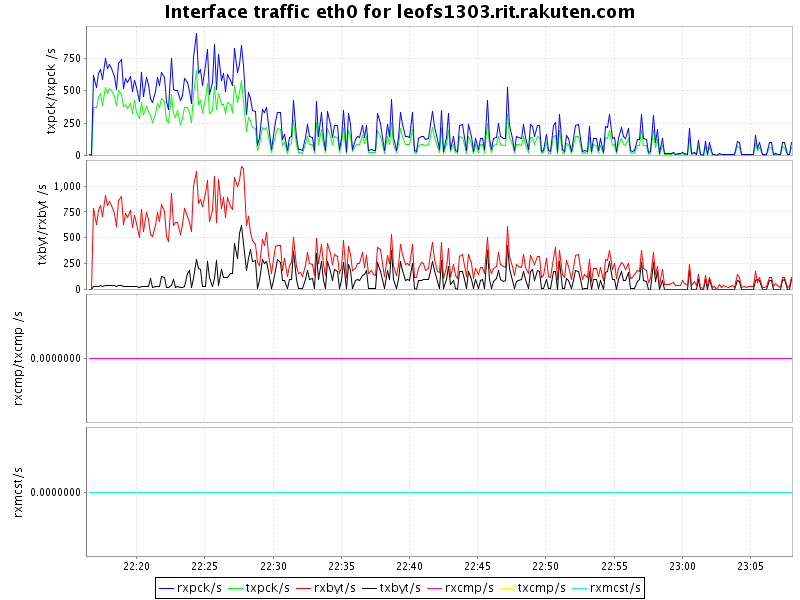 Interface traffic eth0 for leofs1303.rit.rakuten.com
txpck/rxpck /s
750
500
250
0
txbyt/rxbyt /s
1,000
750
500
250
0
rxcmp/txcmp /s
0.0000000
rxmcst/s
0.0000000
22:20 22:25 22:30 22:35 22:40 22:45 22:50 22:55 23:00 23:05
rxpck/s txpck/s rxbyt/s txbyt/s rxcmp/s txcmp/s rxmcst/s